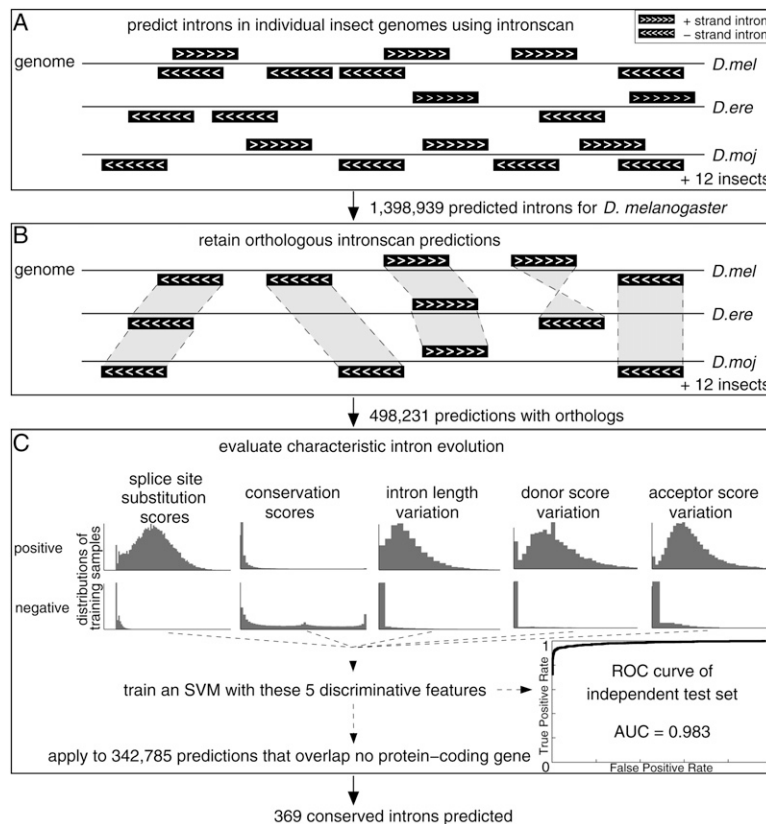 A predict introns in individual insect genomes using intronscan
>>>>>> + strand intron
<<<<<< − strand intron
>>>>>> >>>>>> >>>>>>
genome D.mel
<<<<<< <<<<<< <<<<<< <<<<<<
>>>>>> >>>>>>
D.ere
<<<<<< <<<<<< <<<<<<
>>>>>> >>>>>> >>>>>>
D.moj
<<<<<< <<<<<< <<<<<< <<<<<<
+ 12 insects
1,398,939 predicted introns for D. melanogaster
B retain orthologous intronscan predictions
>>>>>> >>>>>>
genome D.mel
<<<<<< <<<<<< <<<<<<
>>>>>>
D.ere
<<<<<< <<<<<<
>>>>>>
D.moj
<<<<<< <<<<<< <<<<<<
+ 12 insects
498,231 predictions with orthologs
C evaluate characteristic intron evolution
splice site
substitution
scores
conservation
scores
intron length
variation
donor score
variation
acceptor score
variation
positive
negative
distributions of
training samples
train an SVM with these 5 discriminative features
1
True Positive Rate
ROC curve of
independent test set
AUC = 0.983
0
False Positive Rate
apply to 342,785 predictions that overlap no protein−coding gene
369 conserved introns predicted